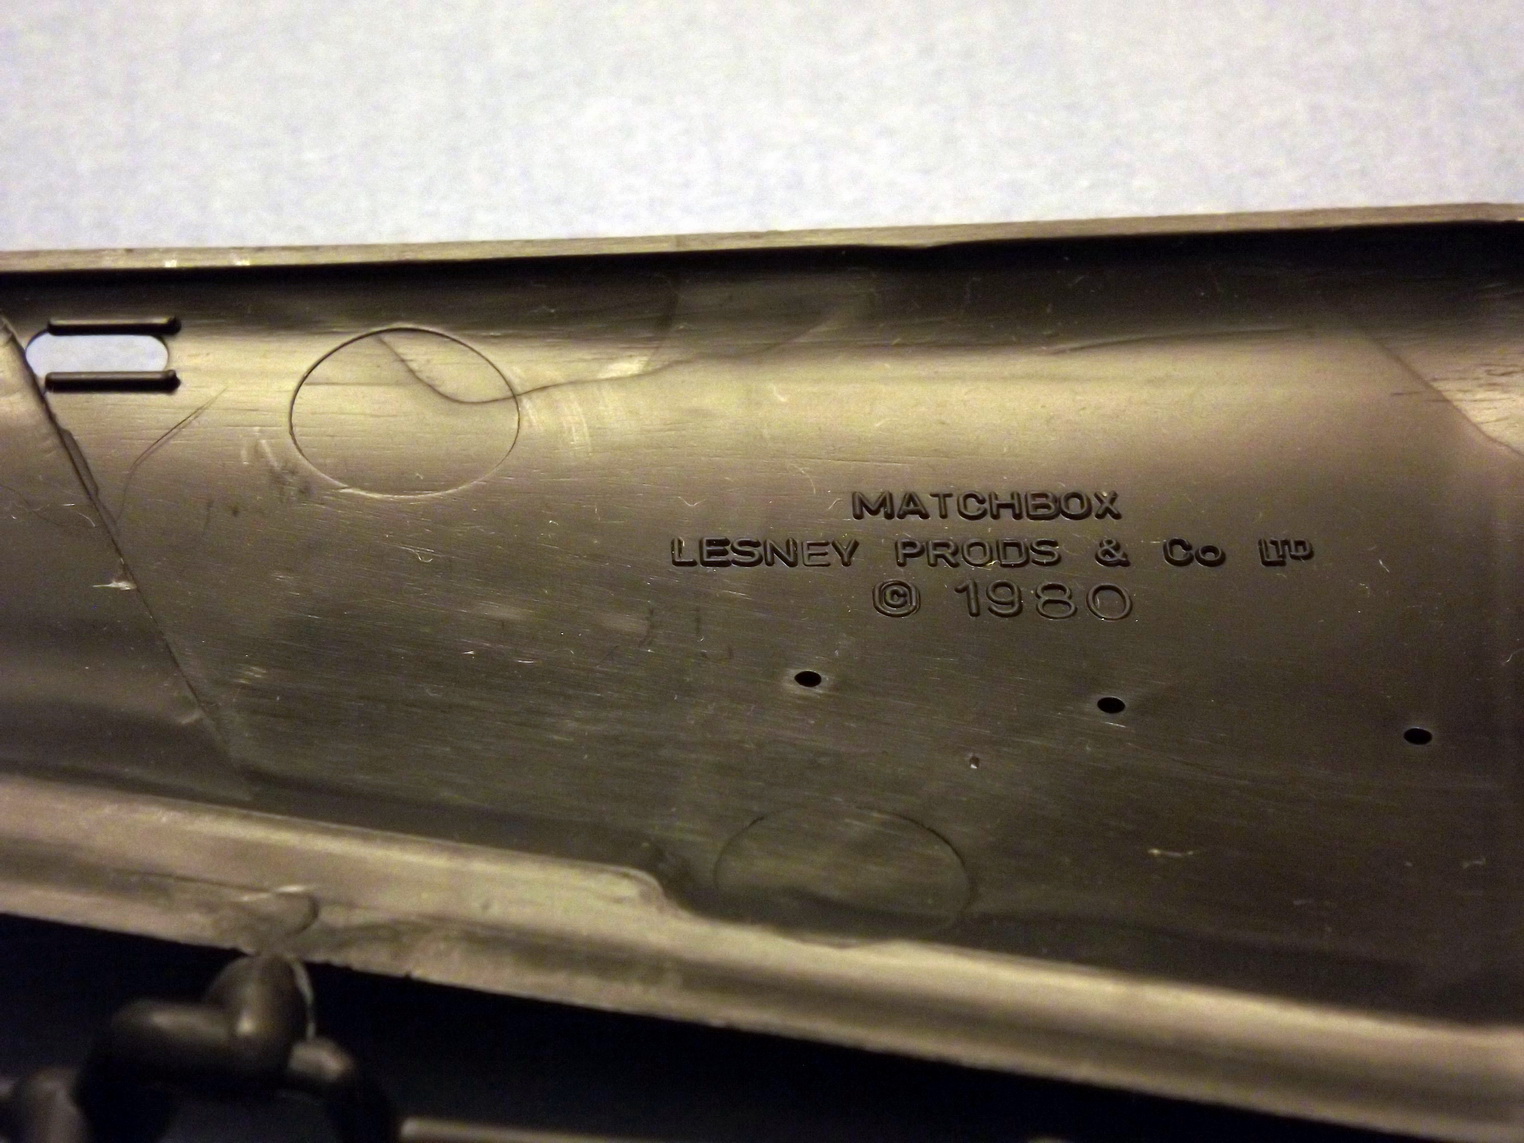 MATCHBOX
LESNEY PRODS & Co LTD
© 1980